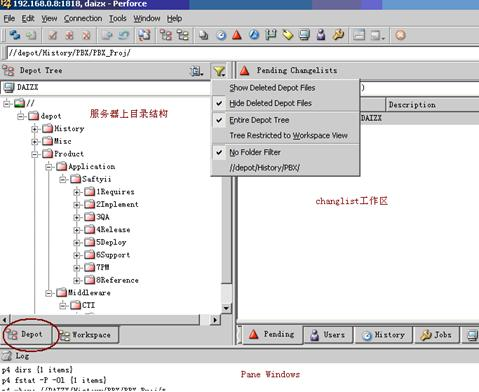 192.168.0.8:1818, daizx - Perforce
File Edit View Connection Tools Window Help
//depot/History/PBX/PBX_Proj/
Depot Tree
Pending Changelists
DAIZX
Show Deleted Depot Files
Hide Deleted Depot Files
Entire Depot Tree
Tree Restricted to Workspace View
No Folder Filter
//depot/History/PBX/
)
Description
DAIZX
//
服务器上目录结构
depot
History
Misc
Product
Application
Saftyii
1Requires
2Implement
3QA
4Release
5Deploy
6Support
7PM
8Reference
Middleware
CTI
changlist工作区
Depot
Workspace
Pending
Users
History
Jobs
Log
p4 dirs {1 items}
p4 fstat -P -Ol {1 items}
Pane Windows